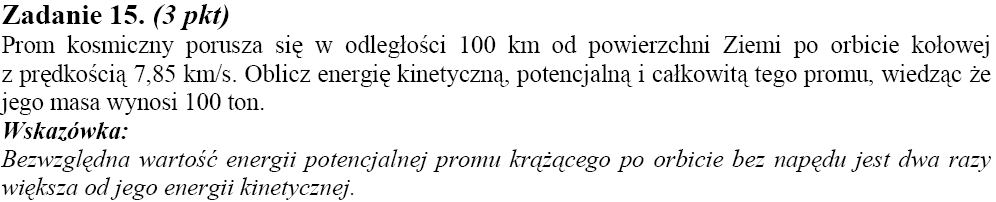 Zadanie 15. (3 pkt)
Prom kosmiczny porusza się w odległości 100 km od powierzchni Ziemi po orbicie kołowej
z prędkością 7,85 km/s. Oblicz energię kinetyczną, potencjalną i całkowitą tego promu, wiedząc że
jego masa wynosi 100 ton.
Wskazówka:
Bezwzględna wartość energii potencjalnej promu krążącego po orbicie bez napędu jest dwa razy
większa od jego energii kinetycznej.